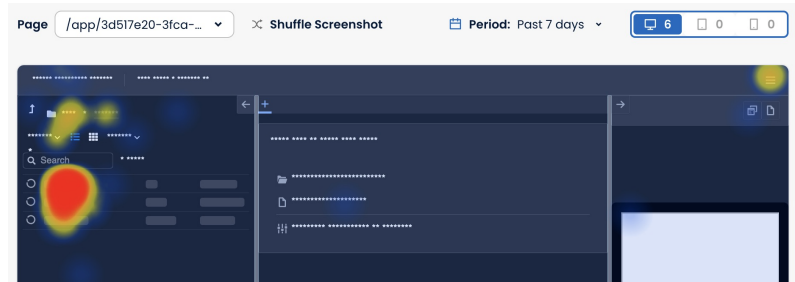 Page /app/3d517e20-3fca-... Shuffle Screenshot Period: Past 7 days 6 0 0
****** ********** ******* **** ***** * ******* **
**** * *******
******* *******
*
Search * *****
***** **** ** ***** **** *****
**************************
*********************
********* *********** ** ********